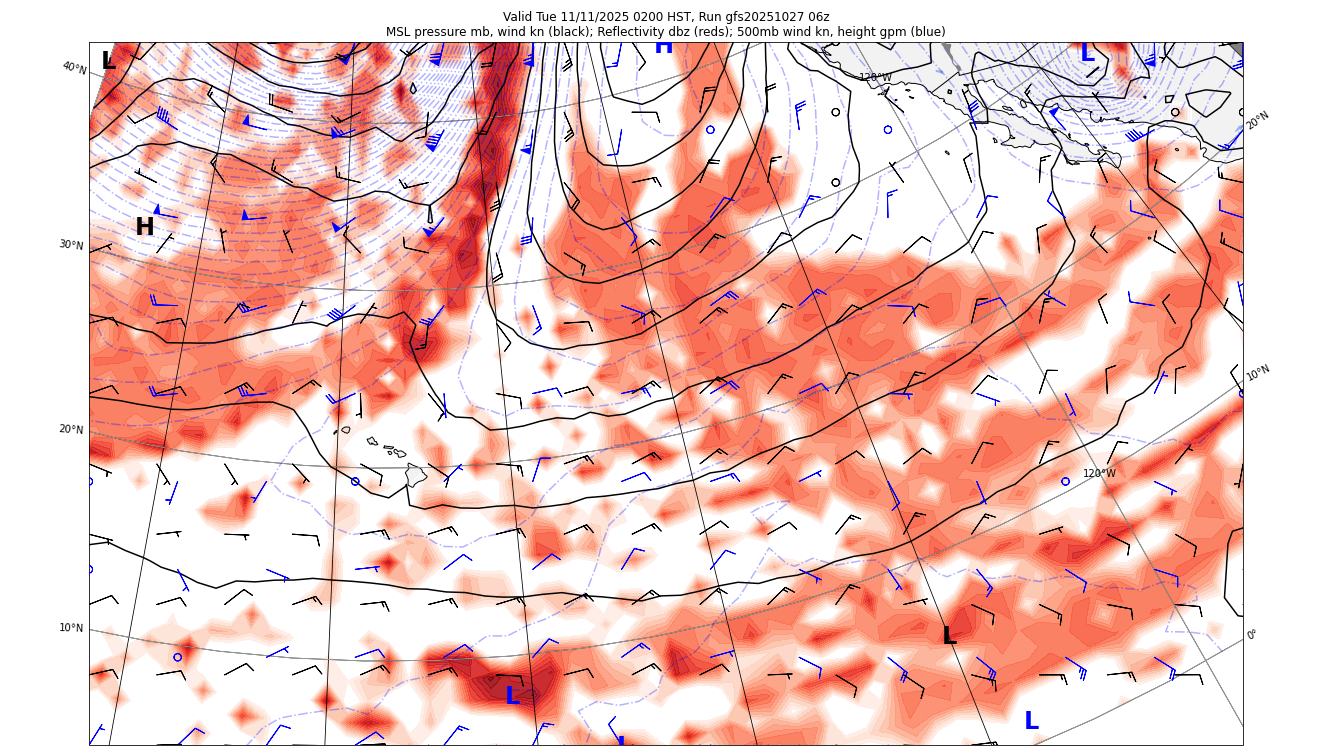 Valid Tue 11/11/2025 0200 HST, Run gfs20251027 06z
MSL pressure mb, wind kn (black); Reflectivity dbz (reds); 500mb wind kn, height gpm (blue)
H
L
L
40°N
120°W
20°N
H
30°N
10°N
20°N
120°W
10°N
L
0°
L
L
L